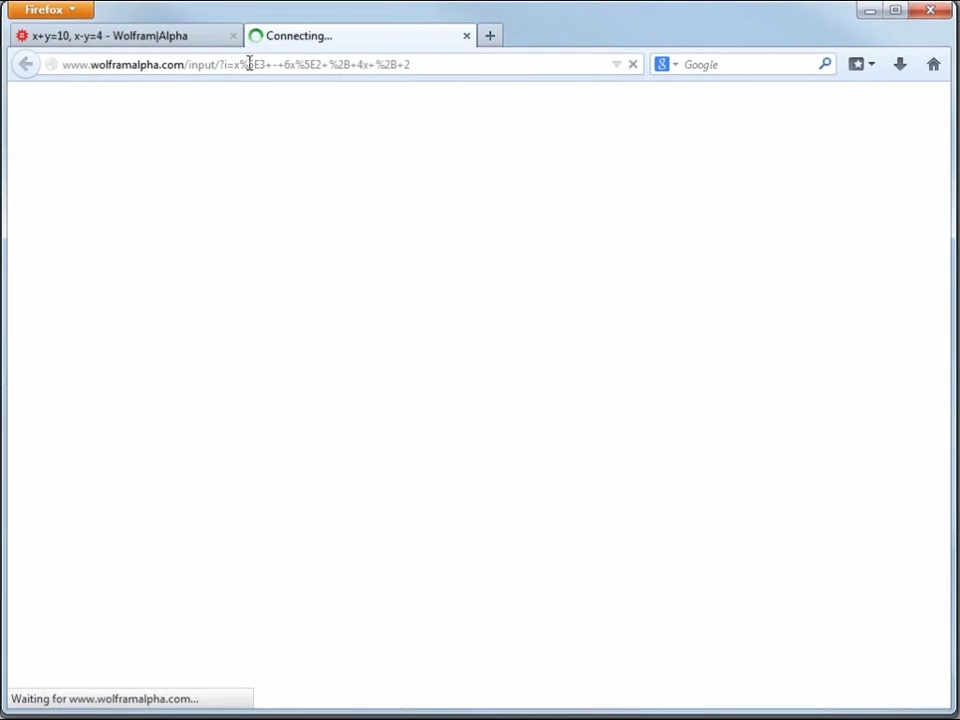 Firefox
x+y=10, x-y=4 - Wolfram|Alpha
Connecting...
www.wolframalpha.com/input/?i=x%5E3+-+6x%5E2+%2B+4x+%2B+2
Google
Waiting for www.wolframalpha.com...